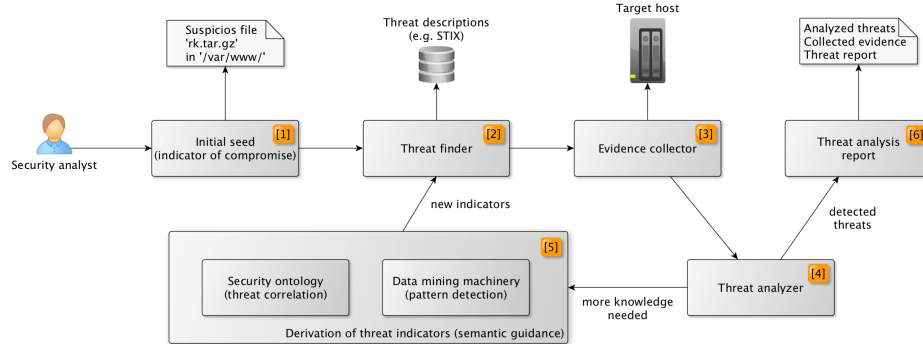 Suspicios file
'rk.tar.gz'
in '/var/www/'
Threat descriptions
(e.g. STIX)
Target host
Analyzed threats
Collected evidence
Threat report
Security analyst
[1]
Initial seed
(indicator of compromise)
[2]
Threat finder
[3]
Evidence collector
[6]
Threat analysis
report
new indicators
detected
threats
[5]
Security ontology
(threat correlation)
Data mining machinery
(pattern detection)
Derivation of threat indicators (semantic guidance)
more knowledge
needed
[4]
Threat analyzer